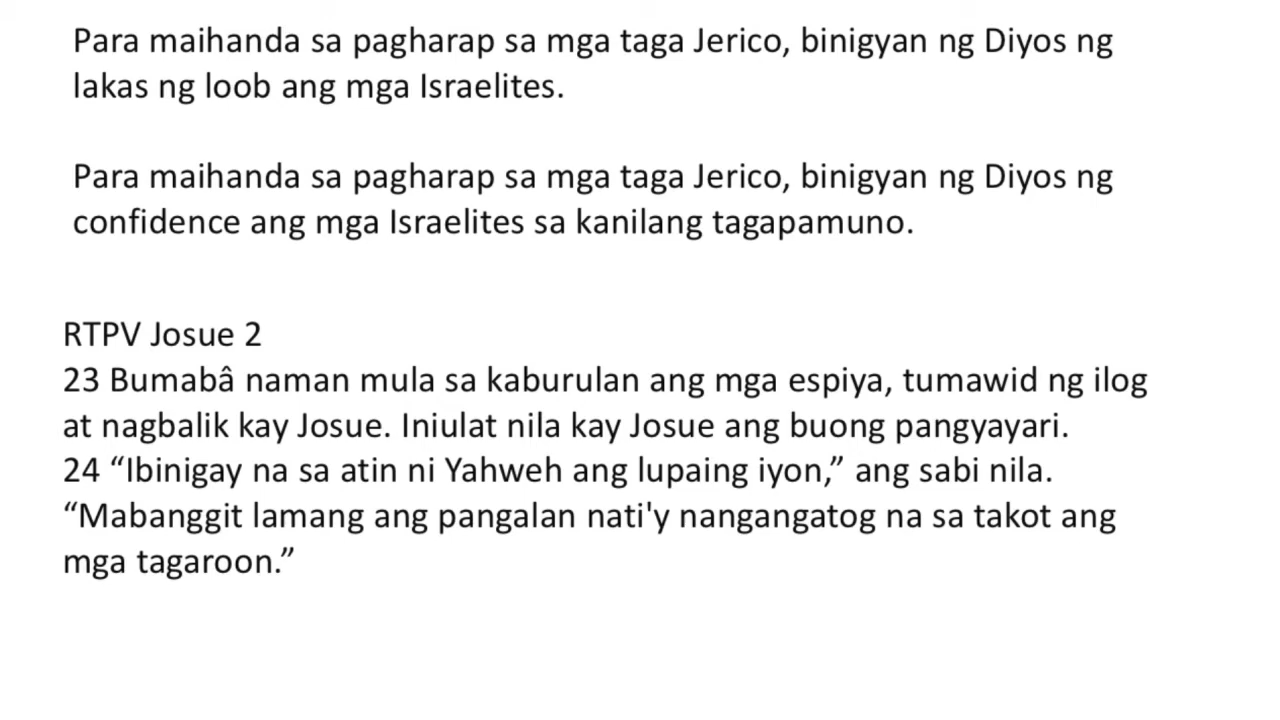 Para maihanda sa pagharap sa mga taga Jerico, binigyan ng Diyos ng
lakas ng loob ang mga Israelites.
Para maihanda sa pagharap sa mga taga Jerico, binigyan ng Diyos ng
confidence ang mga Israelites sa kanilang tagapamuno.
RTPV Josue 2
23 Bumabâ naman mula sa kaburulan ang mga espiya, tumawid ng ilog
at nagbalik kay Josue. Iniulat nila kay Josue ang buong pangyayari.
24 “Ibinigay na sa atin ni Yahweh ang lupaing iyon,” ang sabi nila.
“Mabanggit lamang ang pangalan nati'y nangangatog na sa takot ang
mga tagaroon.”